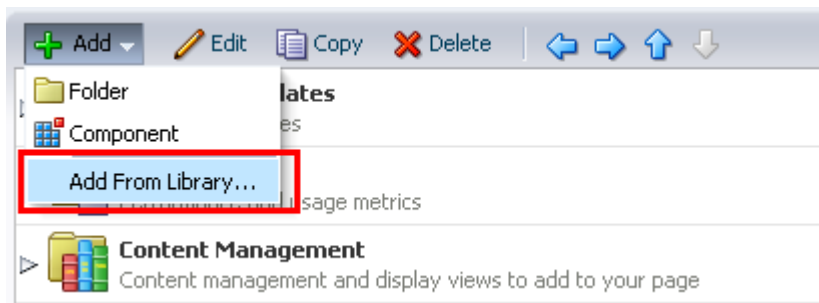 Add Edit Copy Delete
Folder
lates
Component
es
Add From Library...
usage metrics
Content Management
Content management and display views to add to your page